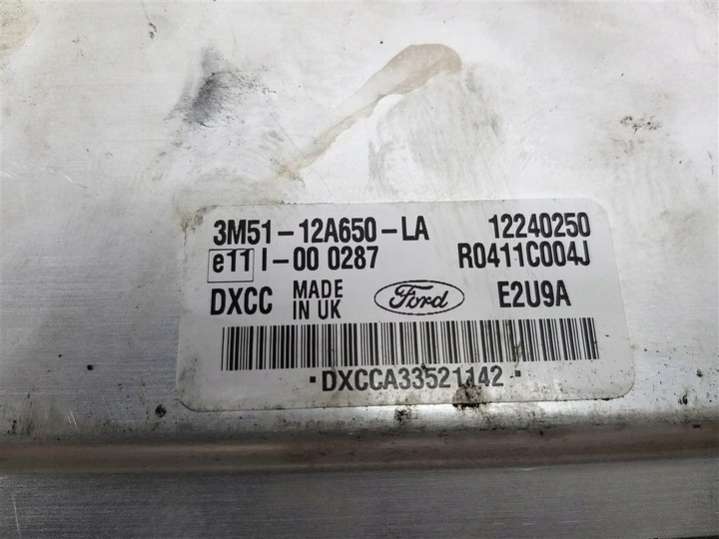 3M51-12A650-LA 12240250
e11 I-00 0287 R0411C004J
DXCC MADE IN UK Ford E2U9A
·DXCCA33521142·